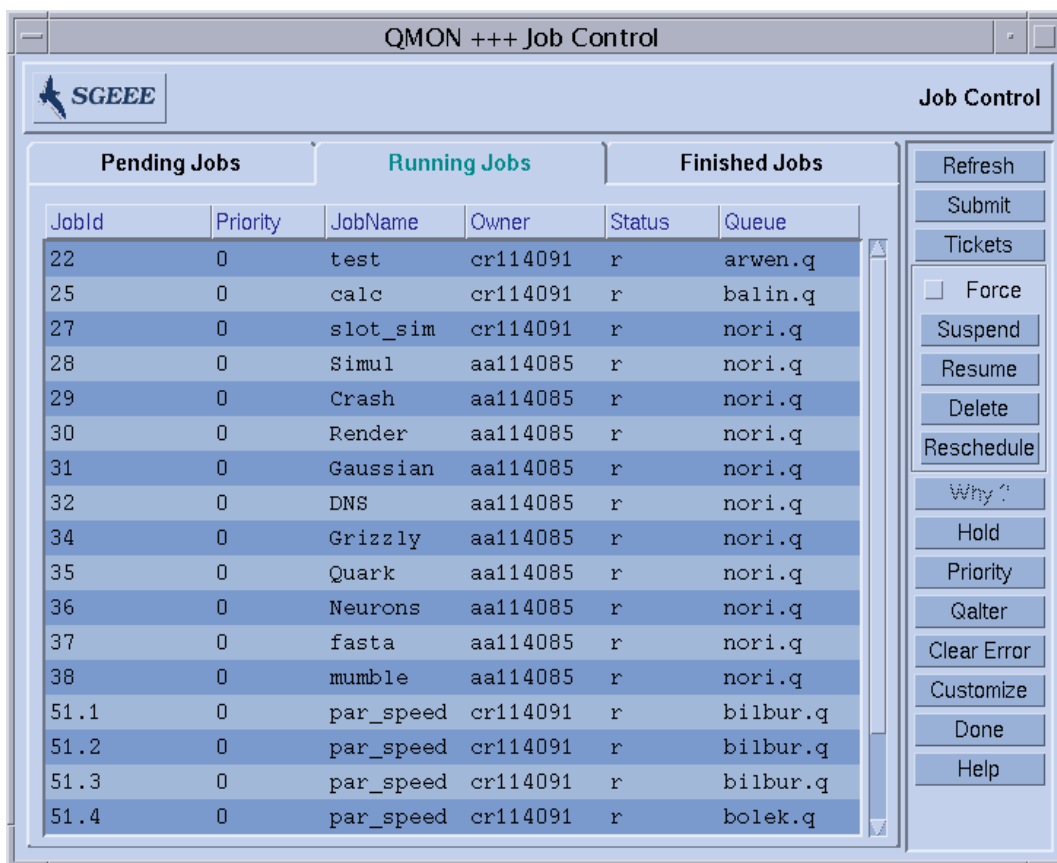 QMON +++ Job Control
SGEEE
Job Control
Pending Jobs Running Jobs Finished Jobs
JobId Priority JobName Owner Status Queue
22 0 test cr114091 r arwen.q
25 0 calc cr114091 r balin.q
27 0 slot_sim cr114091 r nori.q
28 0 Simul aa114085 r nori.q
29 0 Crash aa114085 r nori.q
30 0 Render aa114085 r nori.q
31 0 Gaussian aa114085 r nori.q
32 0 DNS aa114085 r nori.q
34 0 Grizzly aa114085 r nori.q
35 0 Quark aa114085 r nori.q
36 0 Neurons aa114085 r nori.q
37 0 fasta aa114085 r nori.q
38 0 mumble aa114085 r nori.q
51.1 0 par_speed cr114091 r bilbur.q
51.2 0 par_speed cr114091 r bilbur.q
51.3 0 par_speed cr114091 r bilbur.q
51.4 0 par_speed cr114091 r bolek.q
Refresh
Submit
Tickets
Force
Suspend
Resume
Delete
Reschedule
Why ?
Hold
Priority
Qalter
Clear Error
Customize
Done
Help